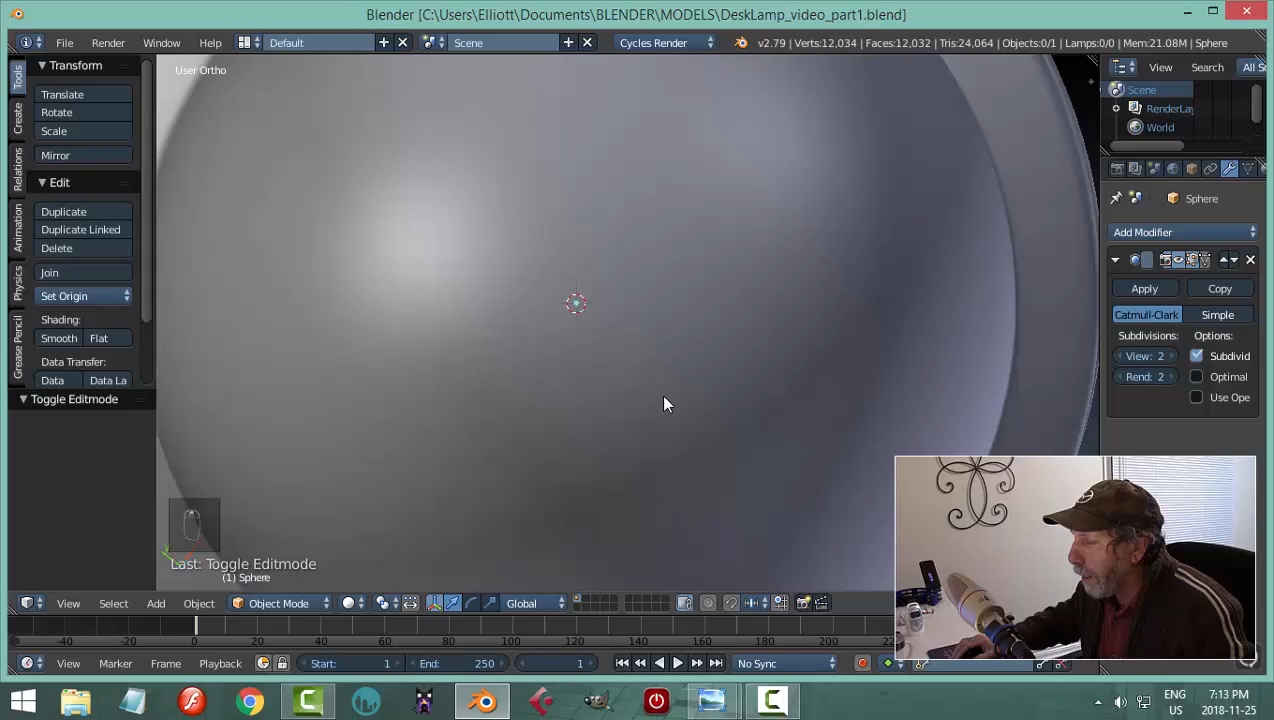 Blender [C:\Users\Elliott\Documents\BLENDER\MODELS\DeskLamp_video_part1.blend]
File Render Window Help Default Scene Cycles Render v2.79 | Verts:12,034 | Faces:12,032 | Tris:24,064 | Objects:0/1 | Lamps:0/0 | Mem:21.08M | Sphere
Tools
Create
Relations
Animation
Physics
Grease Pencil
Transform
Translate
Rotate
Scale
Mirror
Edit
Duplicate
Duplicate Linked
Delete
Join
Set Origin
Shading:
Smooth Flat
Data Transfer:
Data Data La
Toggle Editmode
User Ortho
Last: Toggle Editmode
(1) Sphere
View Search All S
Scene
RenderLay
World
Sphere
Add Modifier
Apply Copy
Catmull-Clark Simple
Subdivisions: Options:
View: 2 Subdivid
Rend: 2 Optimal
Use Ope
View Select Add Object Object Mode Global
-40 -20 0 20 40 60 80 100 120 140 160 180 200
View Marker Frame Playback Start: 1 End: 250 1 No Sync
ENG
US
7:13 PM
2018-11-25